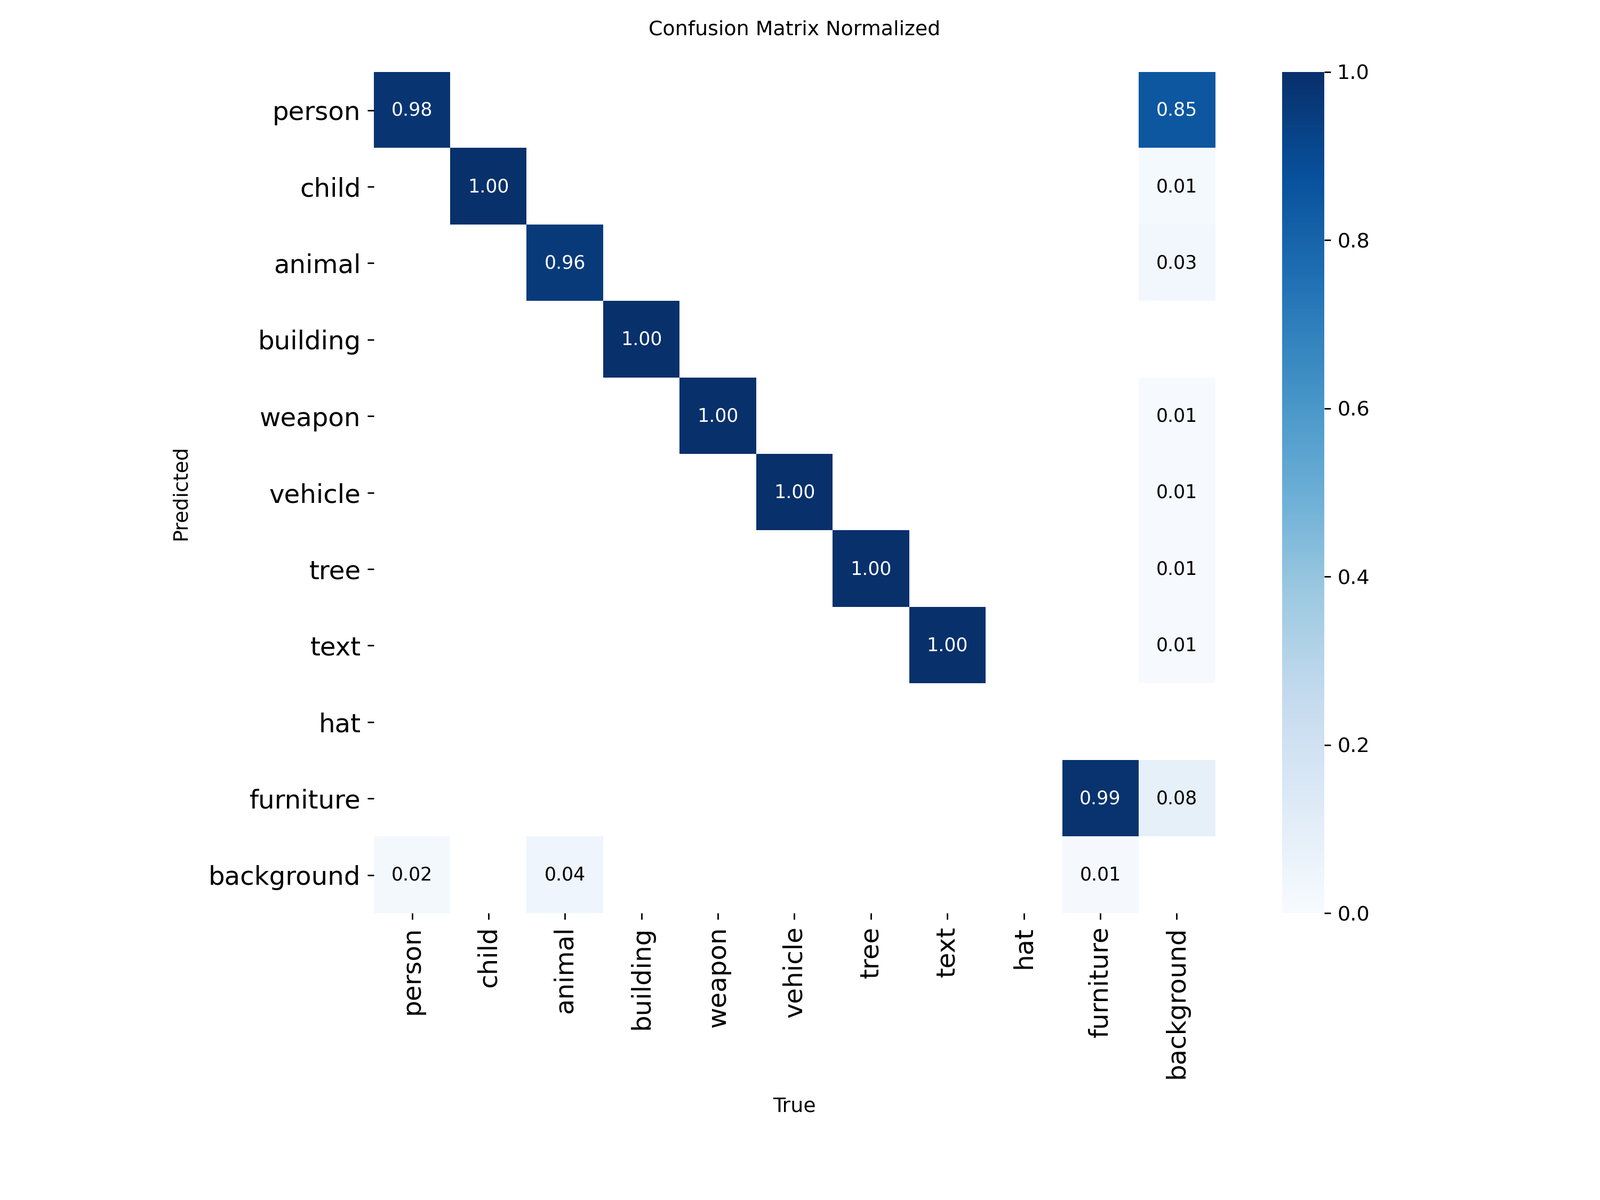 Confusion Matrix Normalized
person 0.98 0.85
child 1.00 0.01
animal 0.96 0.03
building 1.00
weapon 1.00 0.01
vehicle 1.00 0.01
tree 1.00 0.01
text 1.00 0.01
hat
furniture 0.99 0.08
background 0.02 0.04 0.01
Predicted
person child animal building weapon vehicle tree text hat furniture background
True
1.0
0.8
0.6
0.4
0.2
0.0